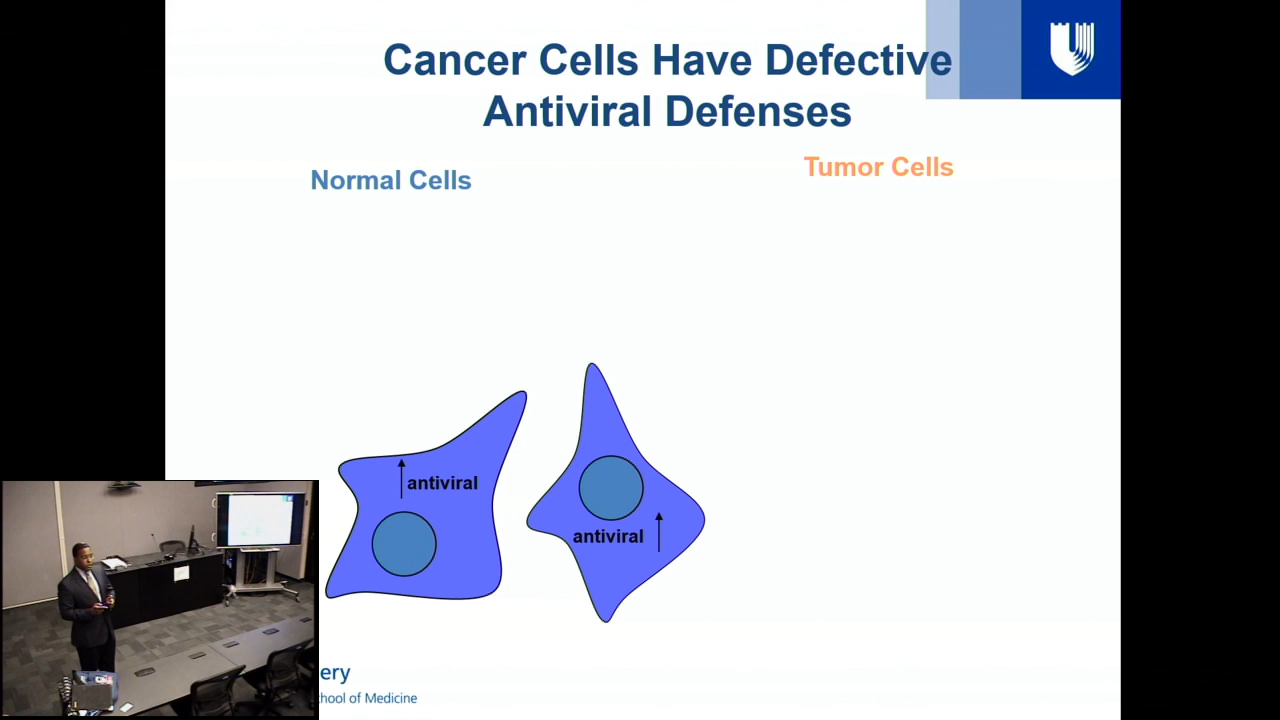 Cancer Cells Have Defective
Antiviral Defenses
Normal Cells
Tumor Cells
antiviral
antiviral
ery
hool of Medicine